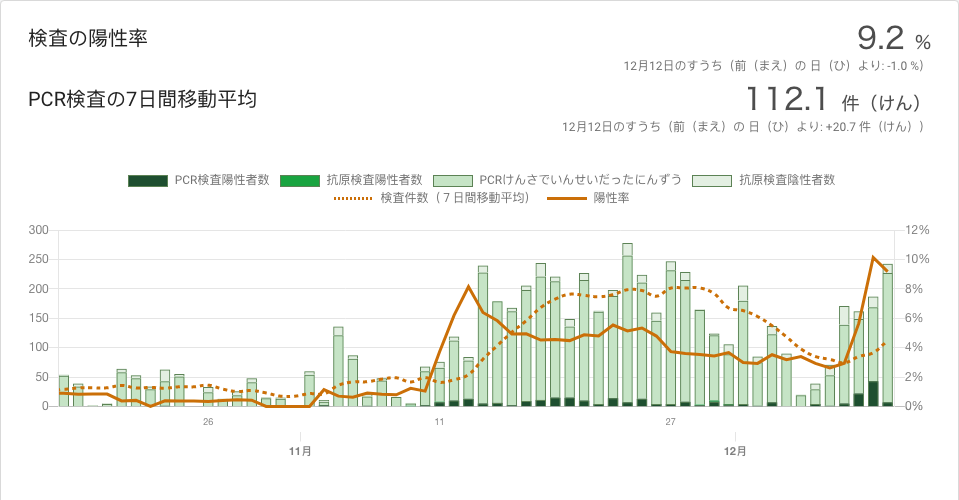 検査の陽性率
9.2 %
12月12日のすうち（前（まえ）の 日（ひ）より: -1.0 %）
PCR検査の7日間移動平均
112.1 件（けん）
12月12日のすうち（前（まえ）の 日（ひ）より: +20.7 件（けん））
PCR検査陽性者数 抗原検査陽性者数 PCRけんさでいんせいだったにんずう 抗原検査陰性者数
検査件数（７日間移動平均） 陽性率
300 12%
250 10%
200 8%
150 6%
100 4%
50 2%
0 0%
26 11 27
11月 12月